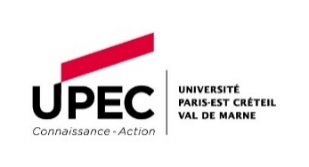 UPEC
Connaissance - Action
UNIVERSITÉ
PARIS-EST CRÉTEIL
VAL DE MARNE